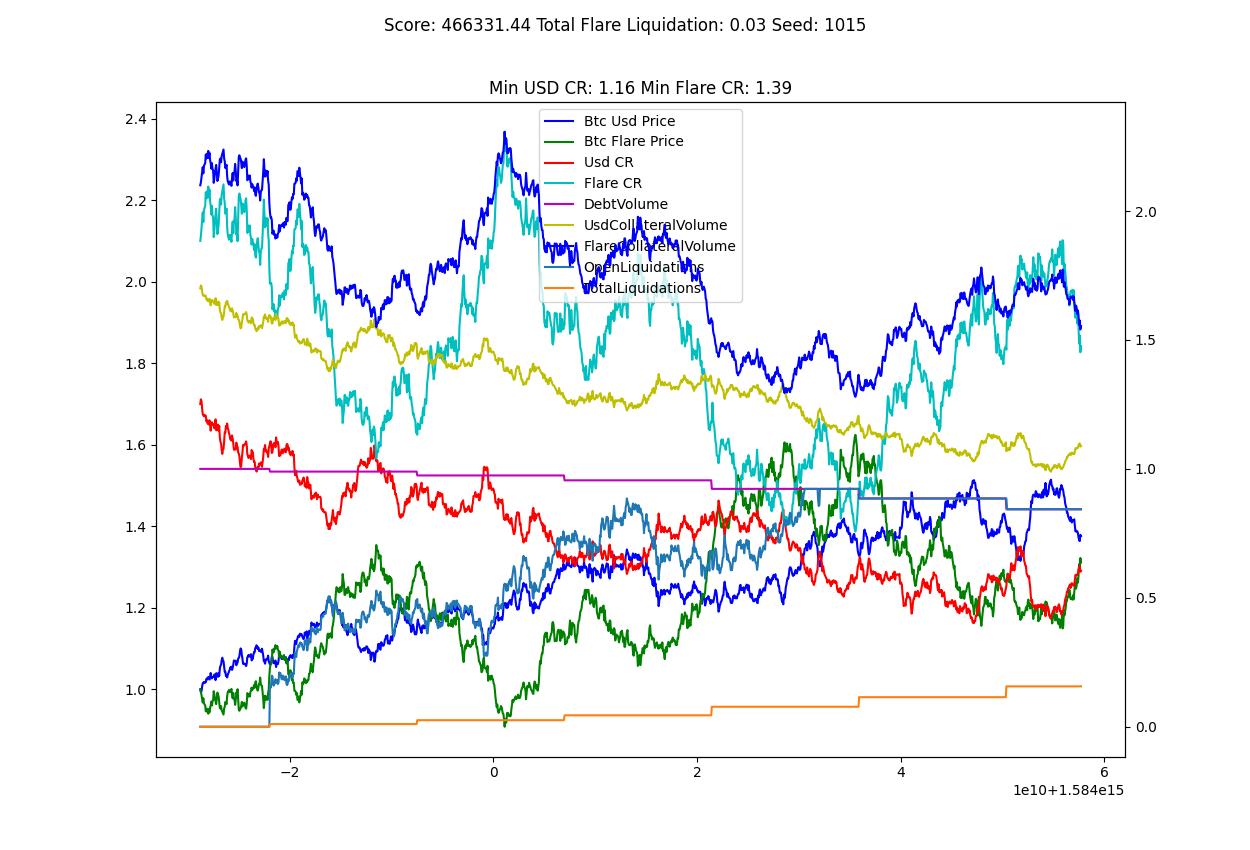 Score: 466331.44 Total Flare Liquidation: 0.03 Seed: 1015
Min USD CR: 1.16 Min Flare CR: 1.39
Btc Usd Price
Btc Flare Price
Usd CR
Flare CR
DebtVolume
UsdCollateralVolume
FlareCollateralVolume
OpenLiquidations
TotalLiquidations
2.4
2.2
2.0
1.8
1.6
1.4
1.2
1.0
2.0
1.5
1.0
0.5
0.0
−2 0 2 4 6
1e10+1.584e15